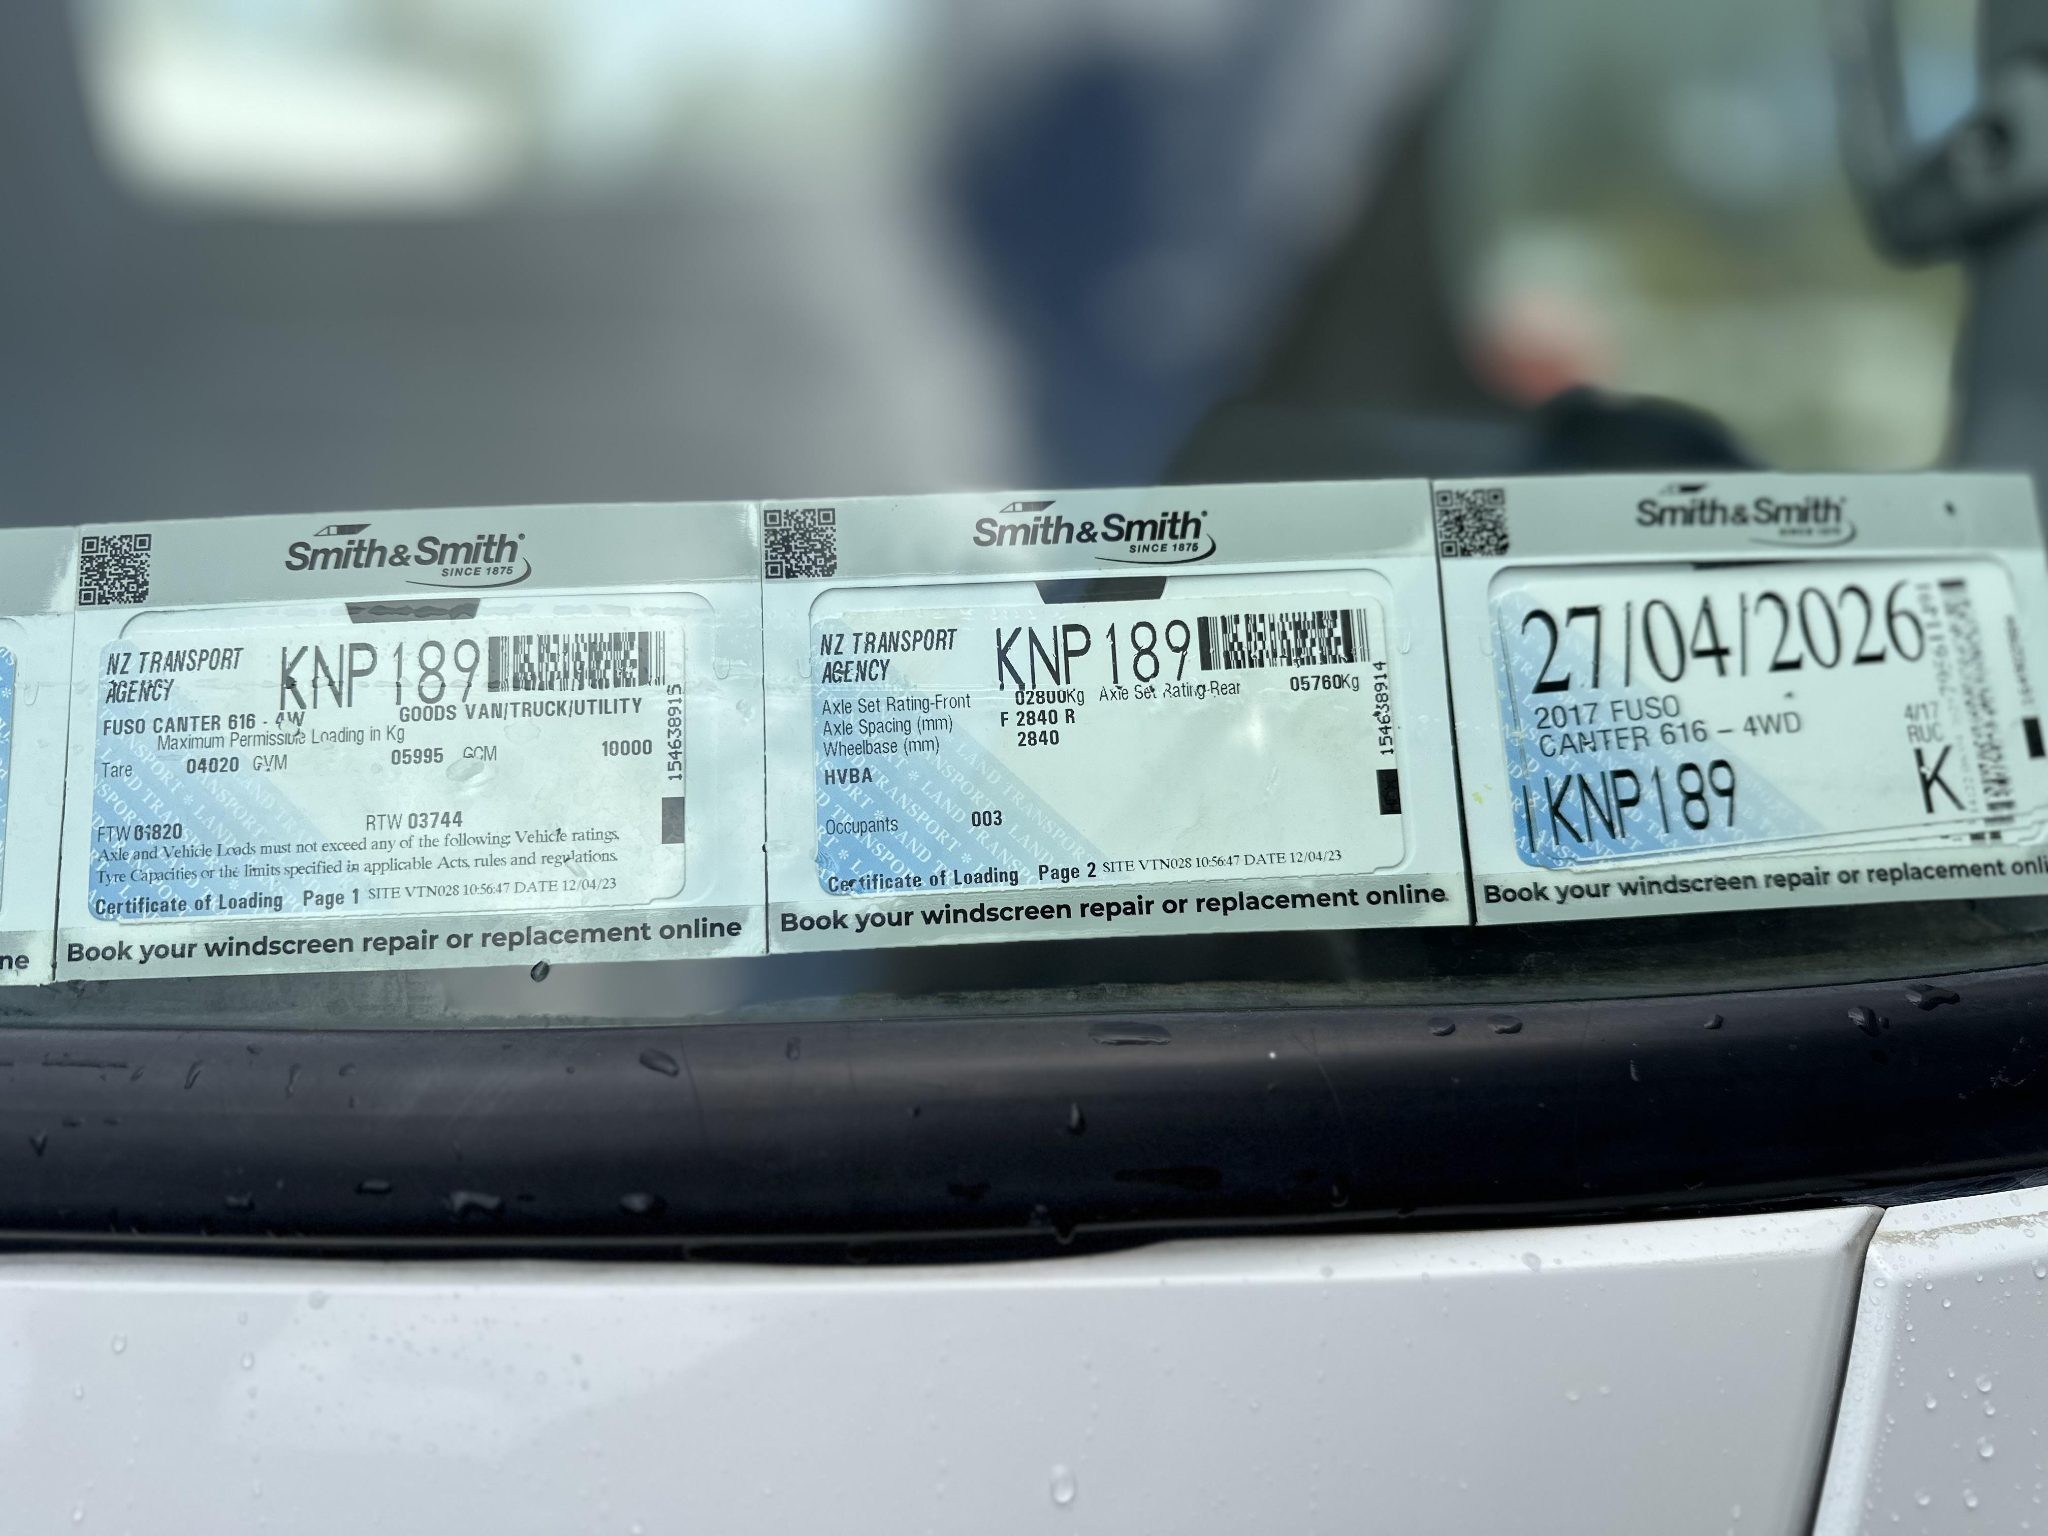 Smith&Smith
SINCE 1875
NZ TRANSPORT
AGENCY
KNP189
FUSO CANTER 616 - 4W
GOODS VAN/TRUCK/UTILITY
Maximum Permissible Loading in Kg
Tare 04020 GVM 05995 GCM 10000
FTW 01820 RTW 03744
Axle and Vehicle Loads must not exceed any of the following; Vehicle ratings,
Tyre Capacities or the limits specified in applicable Acts, rules and regulations.
Certificate of Loading Page 1 SITE VTN028 10:56:47 DATE 12/04/23
154638915
Book your windscreen repair or replacement online
ne
Smith&Smith
SINCE 1875
NZ TRANSPORT
AGENCY
KNP189
Axle Set Rating-Front 02800Kg Axle Set Rating-Rear 05760Kg
Axle Spacing (mm) F 2840 R
Wheelbase (mm) 2840
HVBA
Occupants 003
Certificate of Loading Page 2 SITE VTN028 10:56:47 DATE 12/04/23
154638914
Book your windscreen repair or replacement online
Smith&Smith
SINCE 1875
27/04/2026
2017 FUSO
CANTER 616 - 4WD
4/17
RUC
KNP189
K
Book your windscreen repair or replacement onli